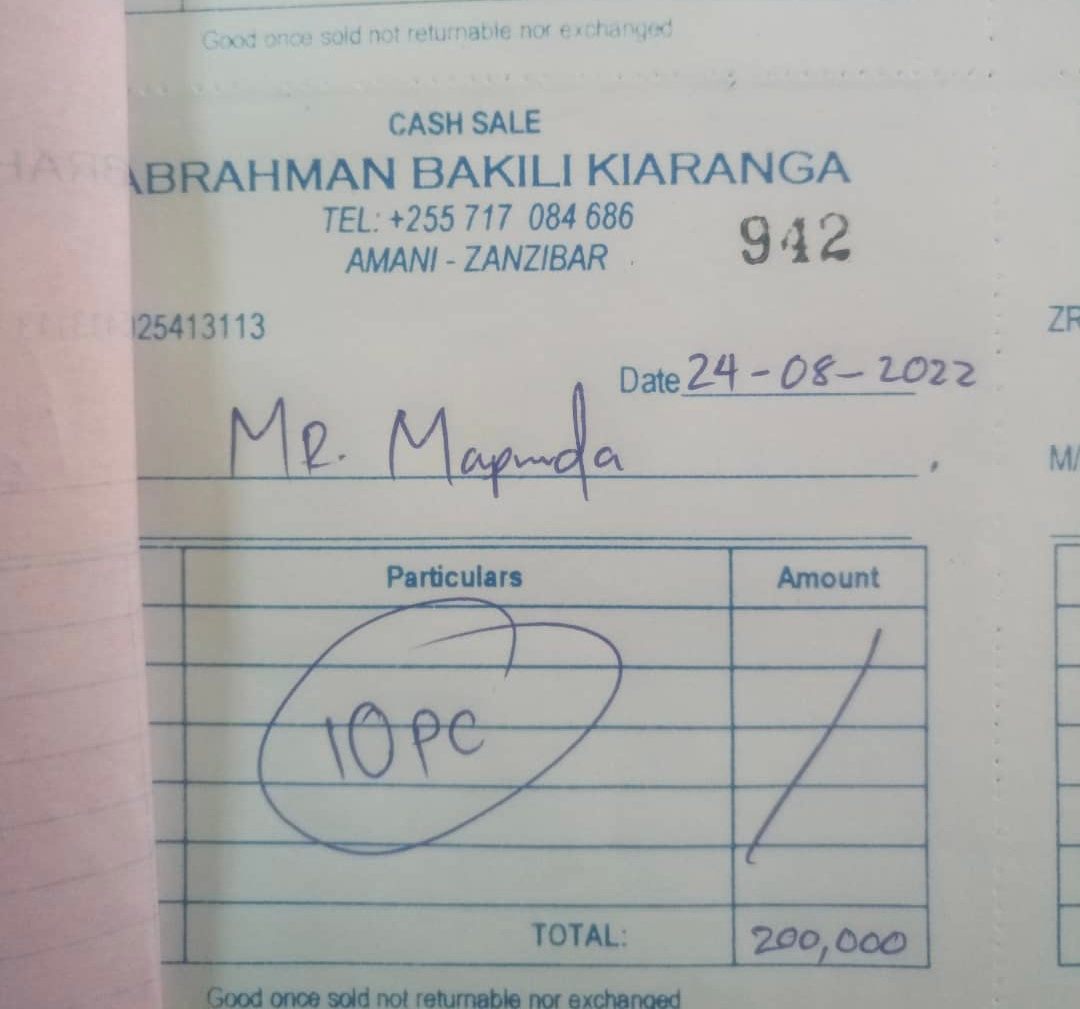 Good once sold not returnable nor exchanged
CASH SALE
ABRAHMAN BAKILI KIARANGA
TEL: +255 717 084 686
942
AMANI - ZANZIBAR
25413113
ZR
Date 24-08-2022
MR. Mapunda
M/
Particulars Amount
10 PC
TOTAL: 200,000
Good once sold not returnable nor exchanged